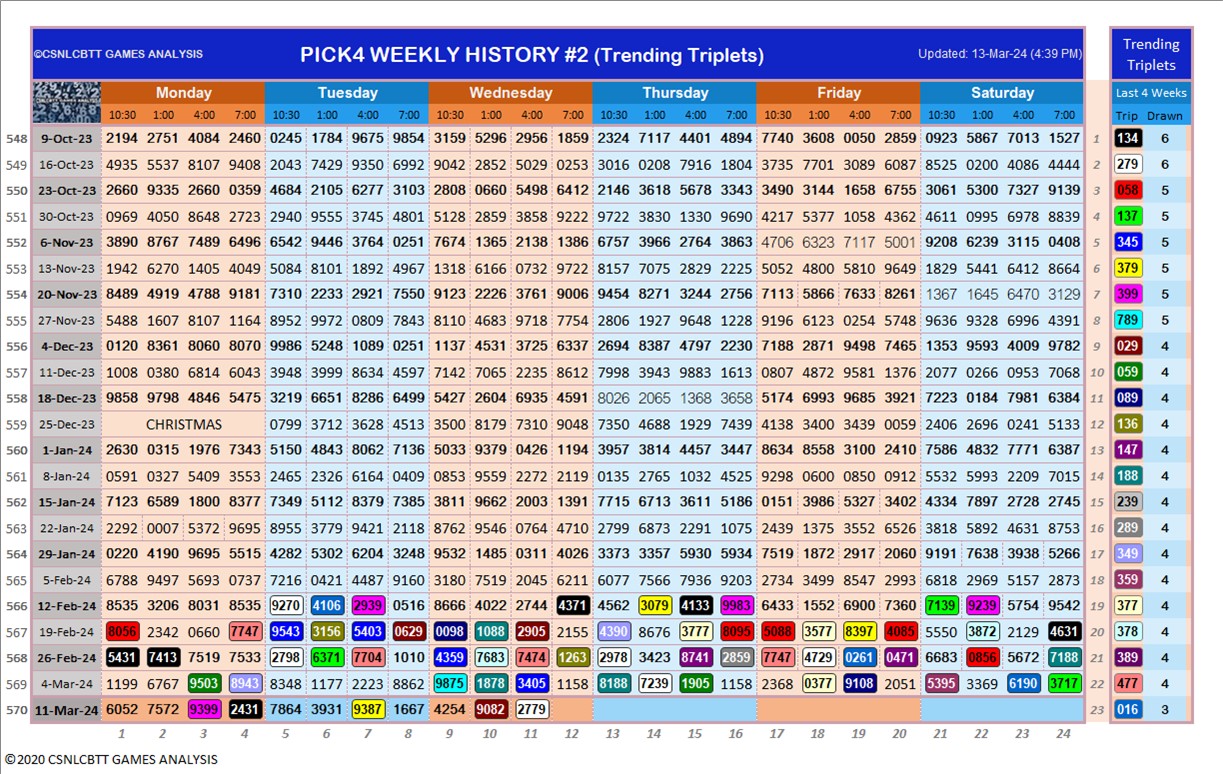 ©CSNLCBTT GAMES ANALYSIS PICK4 WEEKLY HISTORY #2 (Trending Triplets) Updated: 13-Mar-24 (4:39 PM) Trending Triplets
Monday Tuesday Wednesday Thursday Friday Saturday Last 4 Weeks
10:30 1:00 4:00 7:00 10:30 1:00 4:00 7:00 10:30 1:00 4:00 7:00 10:30 1:00 4:00 7:00 10:30 1:00 4:00 7:00 10:30 1:00 4:00 7:00 Trip Drawn
548 9-Oct-23 2194 2751 4084 2460 0245 1784 9675 9854 3159 5296 2956 1859 2324 7117 4401 4894 7740 3608 0050 2859 0923 5867 7013 1527 1 134 6
549 16-Oct-23 4935 5537 8107 9408 2043 7429 9350 6995 9042 2852 5029 0253 3016 0208 7916 1804 3735 7701 3089 6087 8525 0200 4086 4444 2 279 6
550 23-Oct-23 2660 9335 2660 0359 4684 2105 6277 3103 2808 0660 5498 6412 2146 3618 5678 3343 3490 3144 1658 6755 3061 5300 7327 9139 3 058 5
551 30-Oct-23 0969 4050 8648 2723 2940 9555 3745 4801 5128 2859 3858 9222 9722 3830 1330 9690 4217 5377 1058 4362 4611 0995 6978 8839 4 137 5
552 6-Nov-23 3890 8767 7489 6496 6542 9446 3764 0251 7674 1365 2138 1386 6757 3966 2764 3863 4706 6323 7117 5001 9208 6239 3115 0408 5 345 5
553 13-Nov-23 1942 6270 1405 4049 5084 8101 1892 4967 1318 6166 0732 9722 8157 7075 2829 2225 5052 4800 5810 9649 1829 5441 6412 8664 6 379 5
554 20-Nov-23 8489 4919 4788 9181 7310 2233 2921 7550 9123 2226 3761 9006 9454 8271 3244 2756 7113 5866 7633 8261 1367 1645 6470 3129 7 399 5
555 27-Nov-23 5488 1607 8107 1164 8952 9972 0809 7843 8110 4683 9718 7754 2806 1927 9648 1228 9196 6123 0254 5748 9636 9328 6996 4391 8 789 5
556 4-Dec-23 0120 8361 8060 8070 9986 5248 1089 0251 1137 4531 3725 6337 2694 8387 4797 2230 7188 2871 9498 7465 1353 9593 4009 9782 9 029 4
557 11-Dec-23 1008 0380 6814 6043 3948 3999 8634 4597 7142 7065 2235 8612 7998 3943 9883 1613 0807 4872 9581 1376 2077 0266 0953 7068 10 059 4
558 18-Dec-23 9858 9798 4846 5475 3219 6651 8286 6499 5427 2604 6935 4591 8026 2065 1368 3658 5174 6993 9685 3921 7223 0184 7981 6384 11 089 4
559 25-Dec-23 CHRISTMAS 0799 3712 3628 4513 3500 8179 7310 9048 7350 4688 1929 7439 4138 3400 3439 0059 2406 2696 0241 5133 12 136 4
560 1-Jan-24 2630 0315 1976 7343 5150 4843 8062 7136 5033 9379 0426 1194 3957 3814 4457 3447 8634 8558 3100 2410 7586 4832 7771 6387 13 147 4
561 8-Jan-24 0591 0327 5409 3553 2465 2326 6164 0405 0853 9559 2272 2119 0135 2765 1031 4525 9298 0600 0850 0912 5532 5993 2209 7015 14 188 4
562 15-Jan-24 7123 6589 1800 8377 7349 5112 8379 7385 3811 9662 2003 1391 7715 6713 3611 5186 0151 3986 5327 3402 4334 7897 2728 2745 15 239 4
563 22-Jan-24 2292 0007 5372 9695 8955 3779 9421 2118 8762 9546 0764 4710 2799 6873 2291 1075 2439 1375 3552 6526 3818 5892 4631 8753 16 289 4
564 29-Jan-24 0220 4190 9695 5515 4282 5302 6204 3248 9532 1485 0311 4026 3373 3357 5930 5934 7519 1872 2917 2060 9191 7638 3938 5266 17 349 4
565 5-Feb-24 6788 9497 5693 0737 7216 0421 4487 9160 3180 7519 2045 6211 6077 7566 7936 9203 2734 3499 8547 2993 6818 2969 5157 2873 18 359 4
566 12-Feb-24 8535 3206 8031 8535 9270 4106 2939 0516 8666 4022 2744 4371 4562 3079 4133 9983 6433 1552 6900 7360 7139 9239 5754 9542 19 377 4
567 19-Feb-24 8056 2342 0660 7747 9543 3156 5403 0629 0098 1088 2905 2155 4390 8676 3777 8095 5088 3577 8397 4085 5550 3872 2129 4631 20 378 4
568 26-Feb-24 5431 7413 7519 7533 2798 6371 7704 1010 4359 7683 7474 1263 2978 3423 8741 2859 7747 4729 0261 0471 6683 0856 5672 7188 21 389 4
569 4-Mar-24 1199 6767 9503 8943 8348 1177 2223 8862 9875 1878 3405 1158 8188 7239 1905 1158 2368 0377 9108 2051 5395 3369 6190 3717 22 477 4
570 11-Mar-24 6052 7572 9399 2431 7864 3931 9387 1667 4254 9082 2779 23 016 3
1 2 3 4 5 6 7 8 9 10 11 12 13 14 15 16 17 18 19 20 21 22 23 24
©2020 CSNLCBTT GAMES ANALYSIS